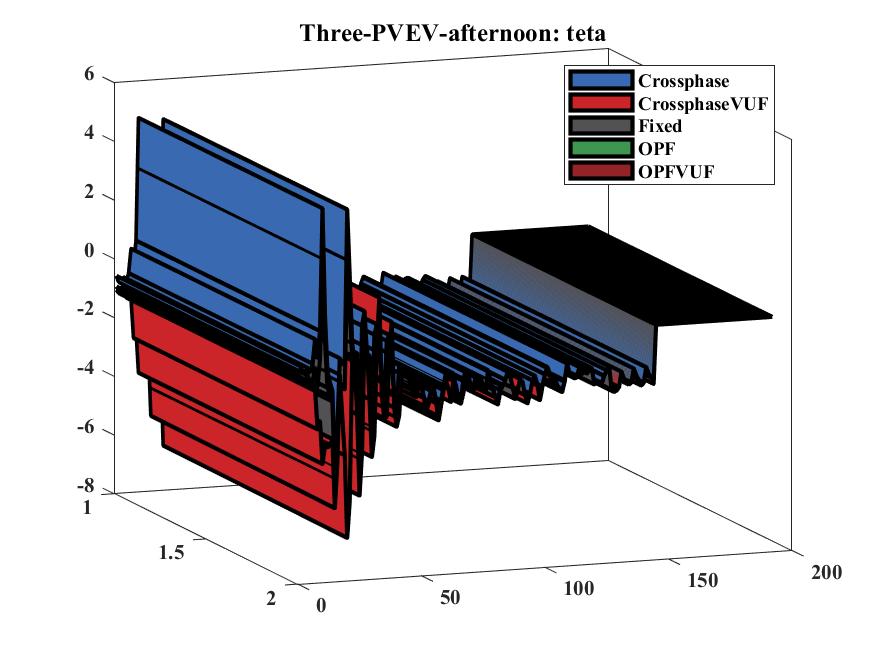 Three-PVEV-afternoon: teta
Crossphase
CrossphaseVUF
Fixed
OPF
OPFVUF
6
4
2
0
-2
-4
-6
-8
1
1.5
2
0
50
100
150
200